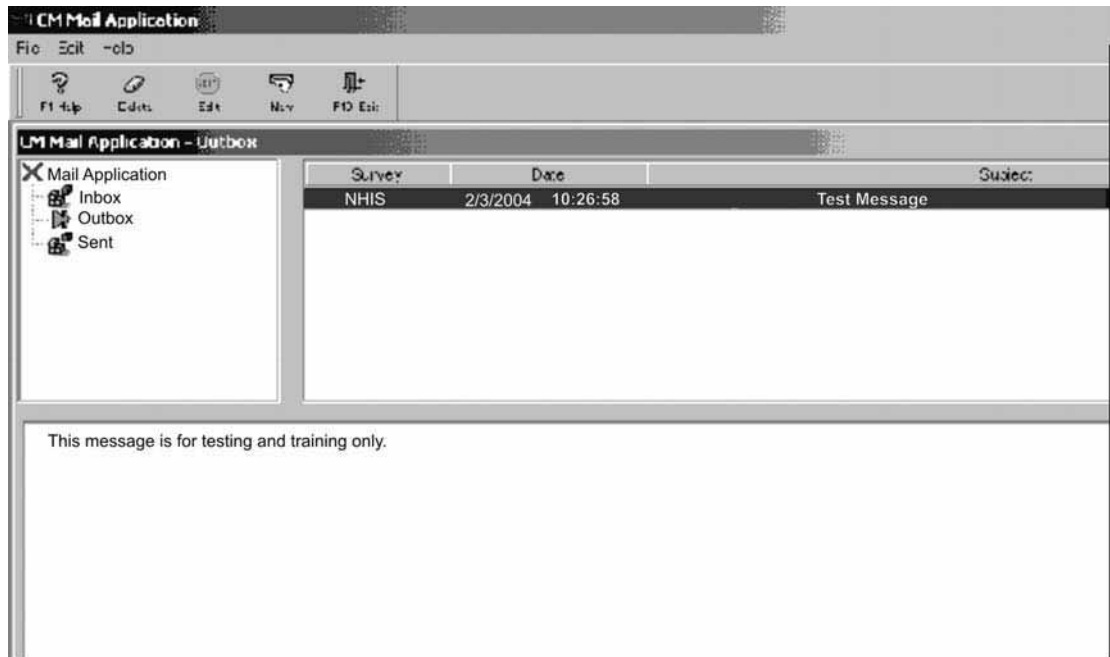 CM Mail Application
Edit
F1 Help Edit New F10 Exit
CM Mail Application - Outbox
Mail Application
Inbox
Outbox
Sent
Survey Date Subject
NHIS 2/3/2004 10:26:58 Test Message
This message is for testing and training only.